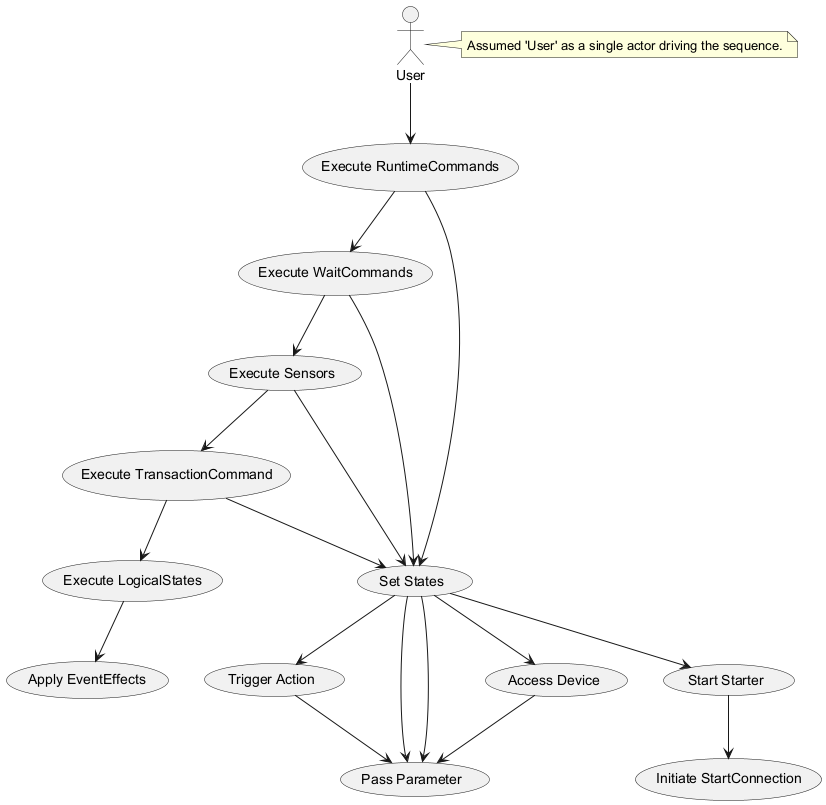 Assumed 'User' as a single actor driving the sequence.
User
Execute RuntimeCommands
Execute WaitCommands
Execute Sensors
Execute TransactionCommand
Execute LogicalStates
Set States
Apply EventEffects
Trigger Action
Access Device
Start Starter
Pass Parameter
Initiate StartConnection